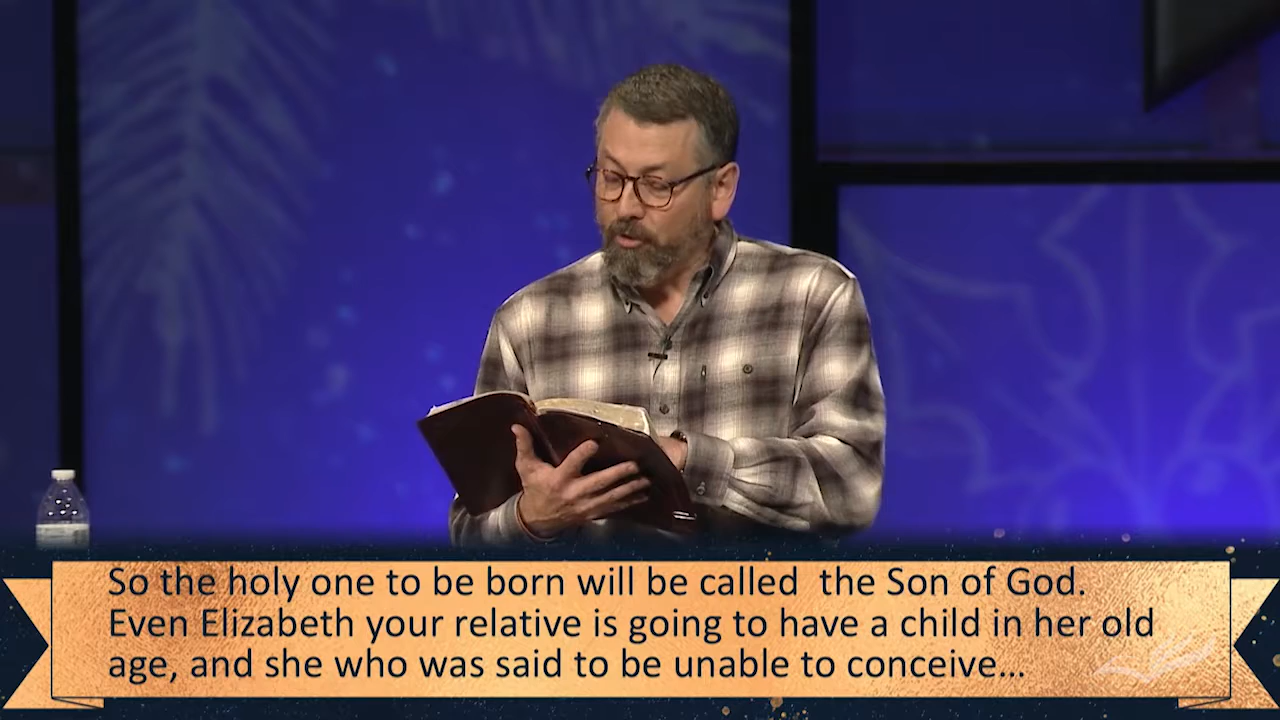 So the holy one to be born will be called  the Son of God.
Even Elizabeth your relative is going to have a child in her old
age, and she who was said to be unable to conceive...